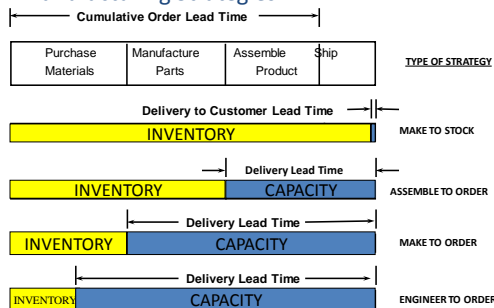 Cumulative Order Lead Time
Purchase Materials
Manufacture Parts
Assemble Product
Ship
TYPE OF STRATEGY
Delivery to Customer Lead Time
INVENTORY
MAKE TO STOCK
Delivery Lead Time
INVENTORY
CAPACITY
ASSEMBLE TO ORDER
Delivery Lead Time
INVENTORY
CAPACITY
MAKE TO ORDER
Delivery Lead Time
INVENTORY
CAPACITY
ENGINEER TO ORDER